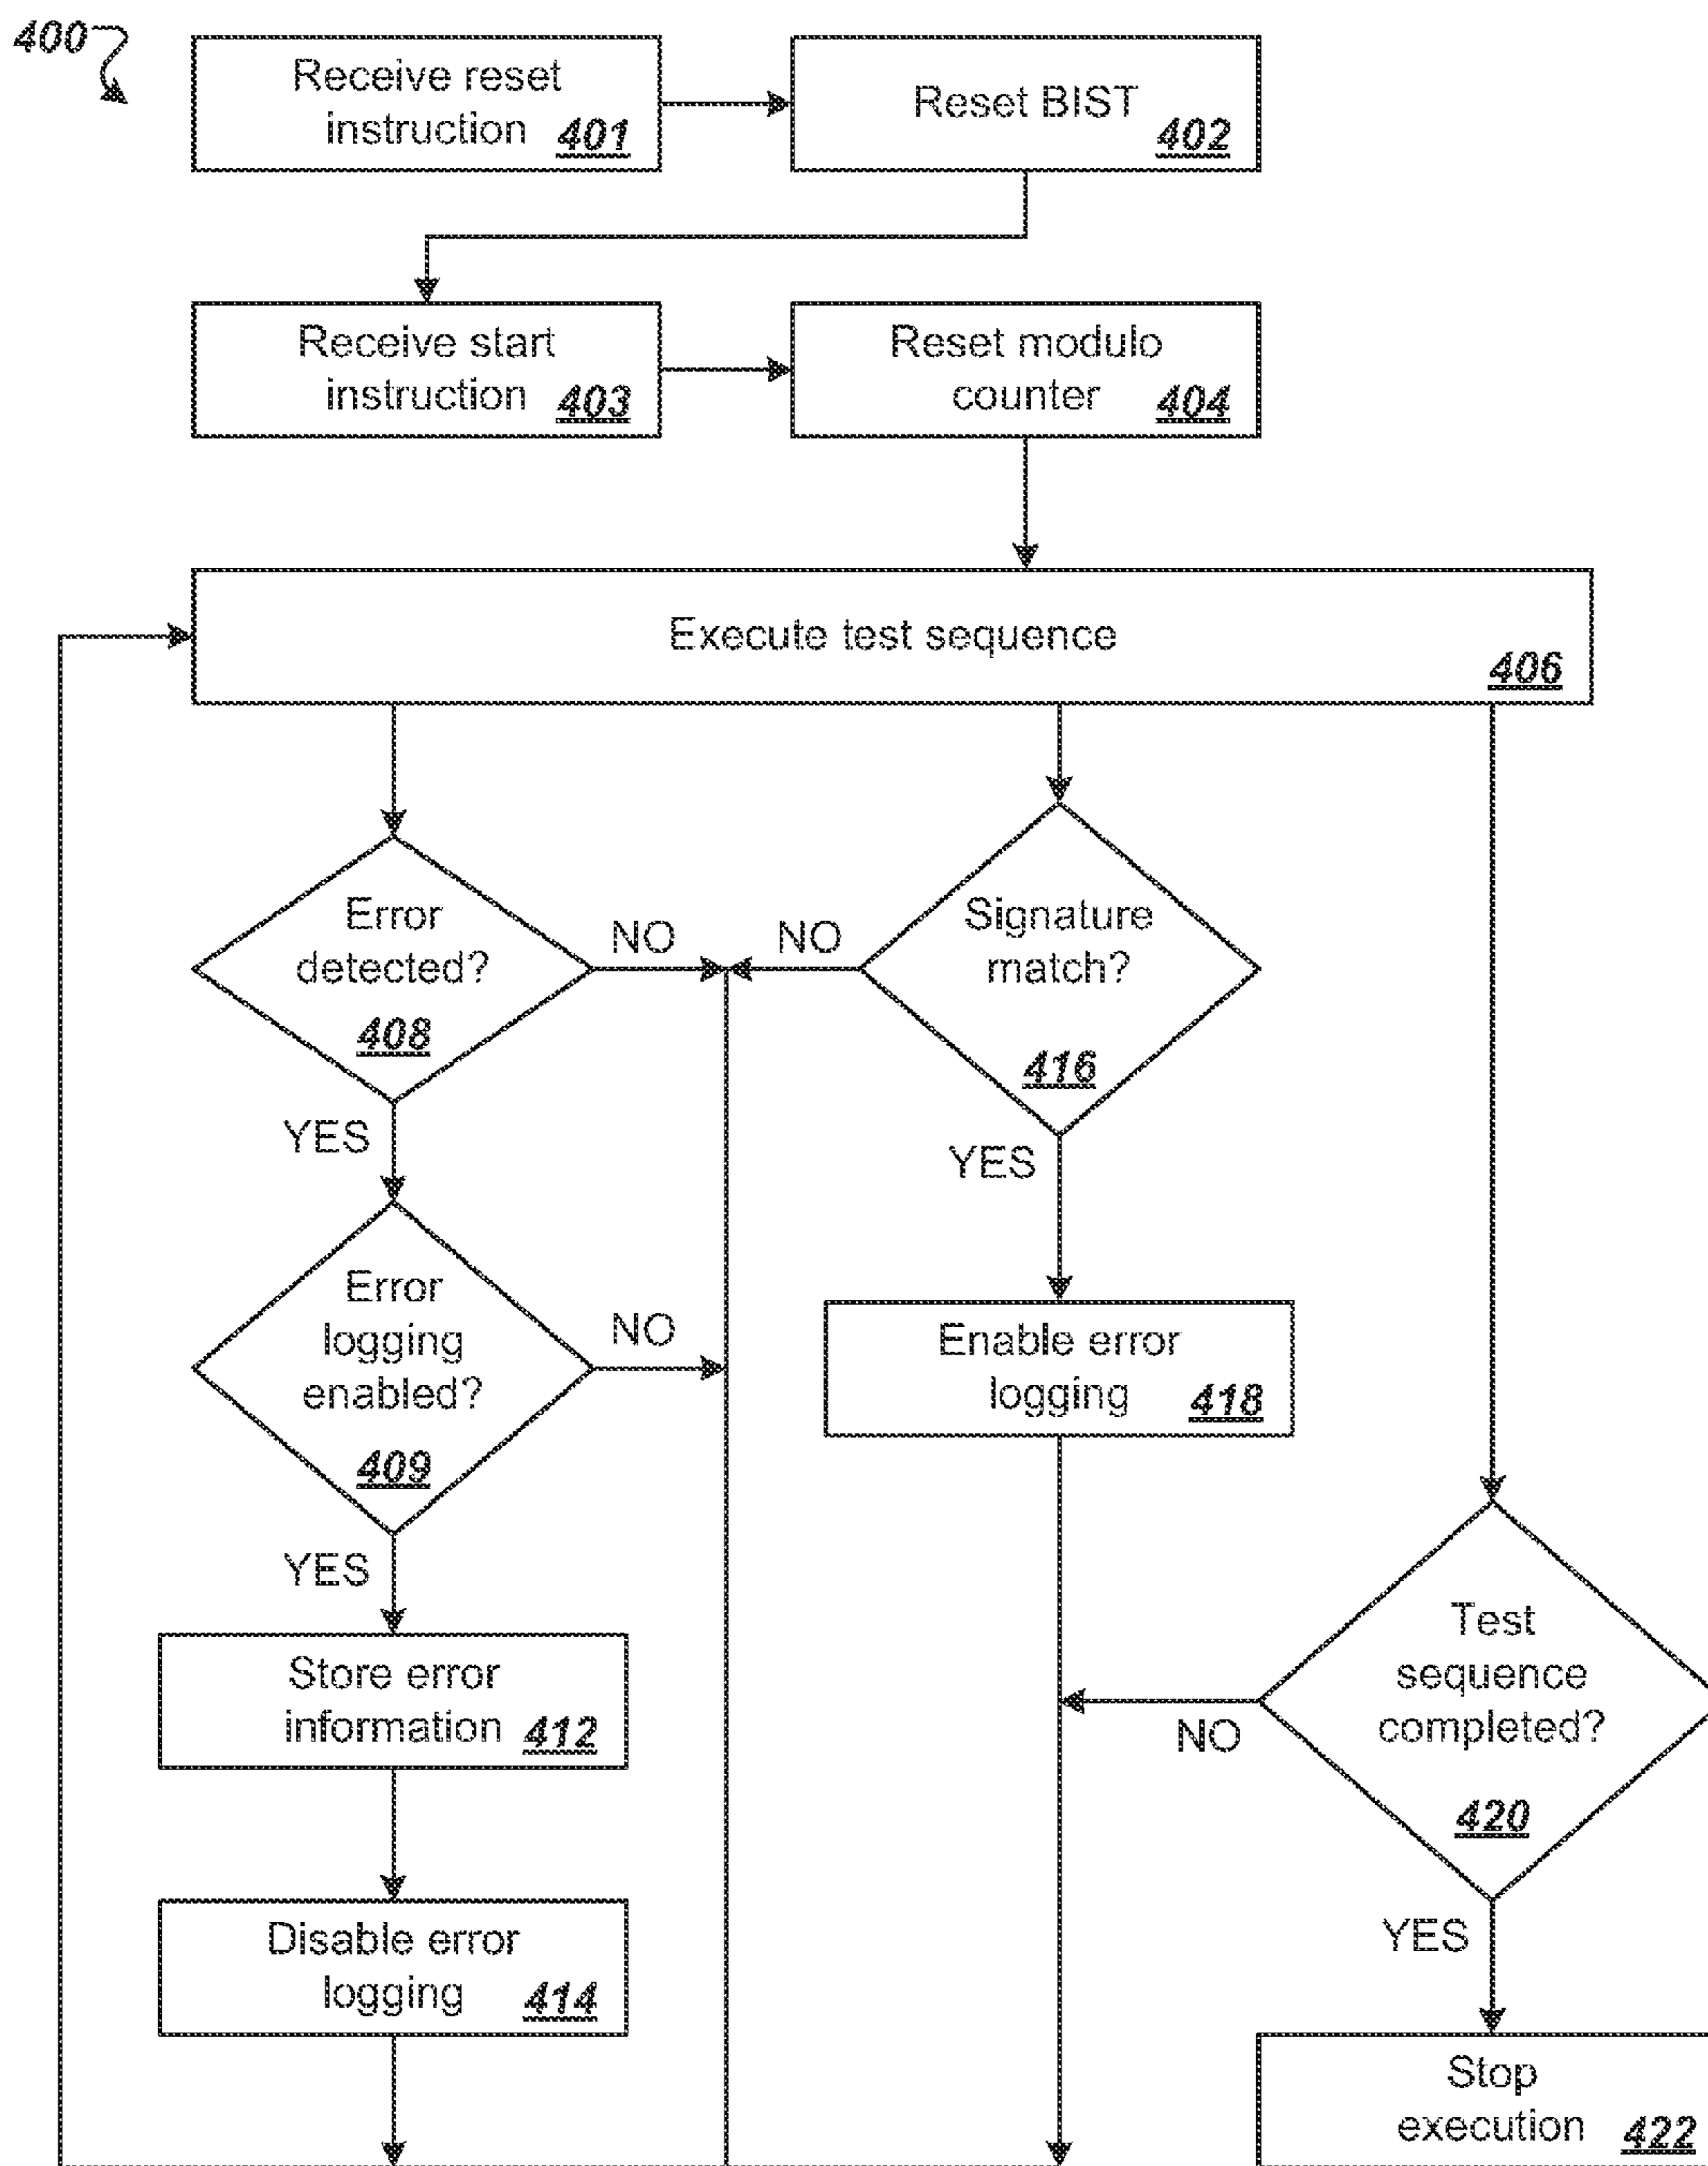 400
Receive reset
instruction 401
Reset BIST
402
Receive start
instruction 403
Reset modulo
counter 404
Execute test sequence
406
Error
detected?
408
NO
NO
Signature
match?
416
YES
YES
Error
logging
enabled?
409
NO
Enable error
logging 418
YES
Store error
information 412
Test
sequence
completed?
420
NO
Disable error
logging 414
YES
Stop
execution 422